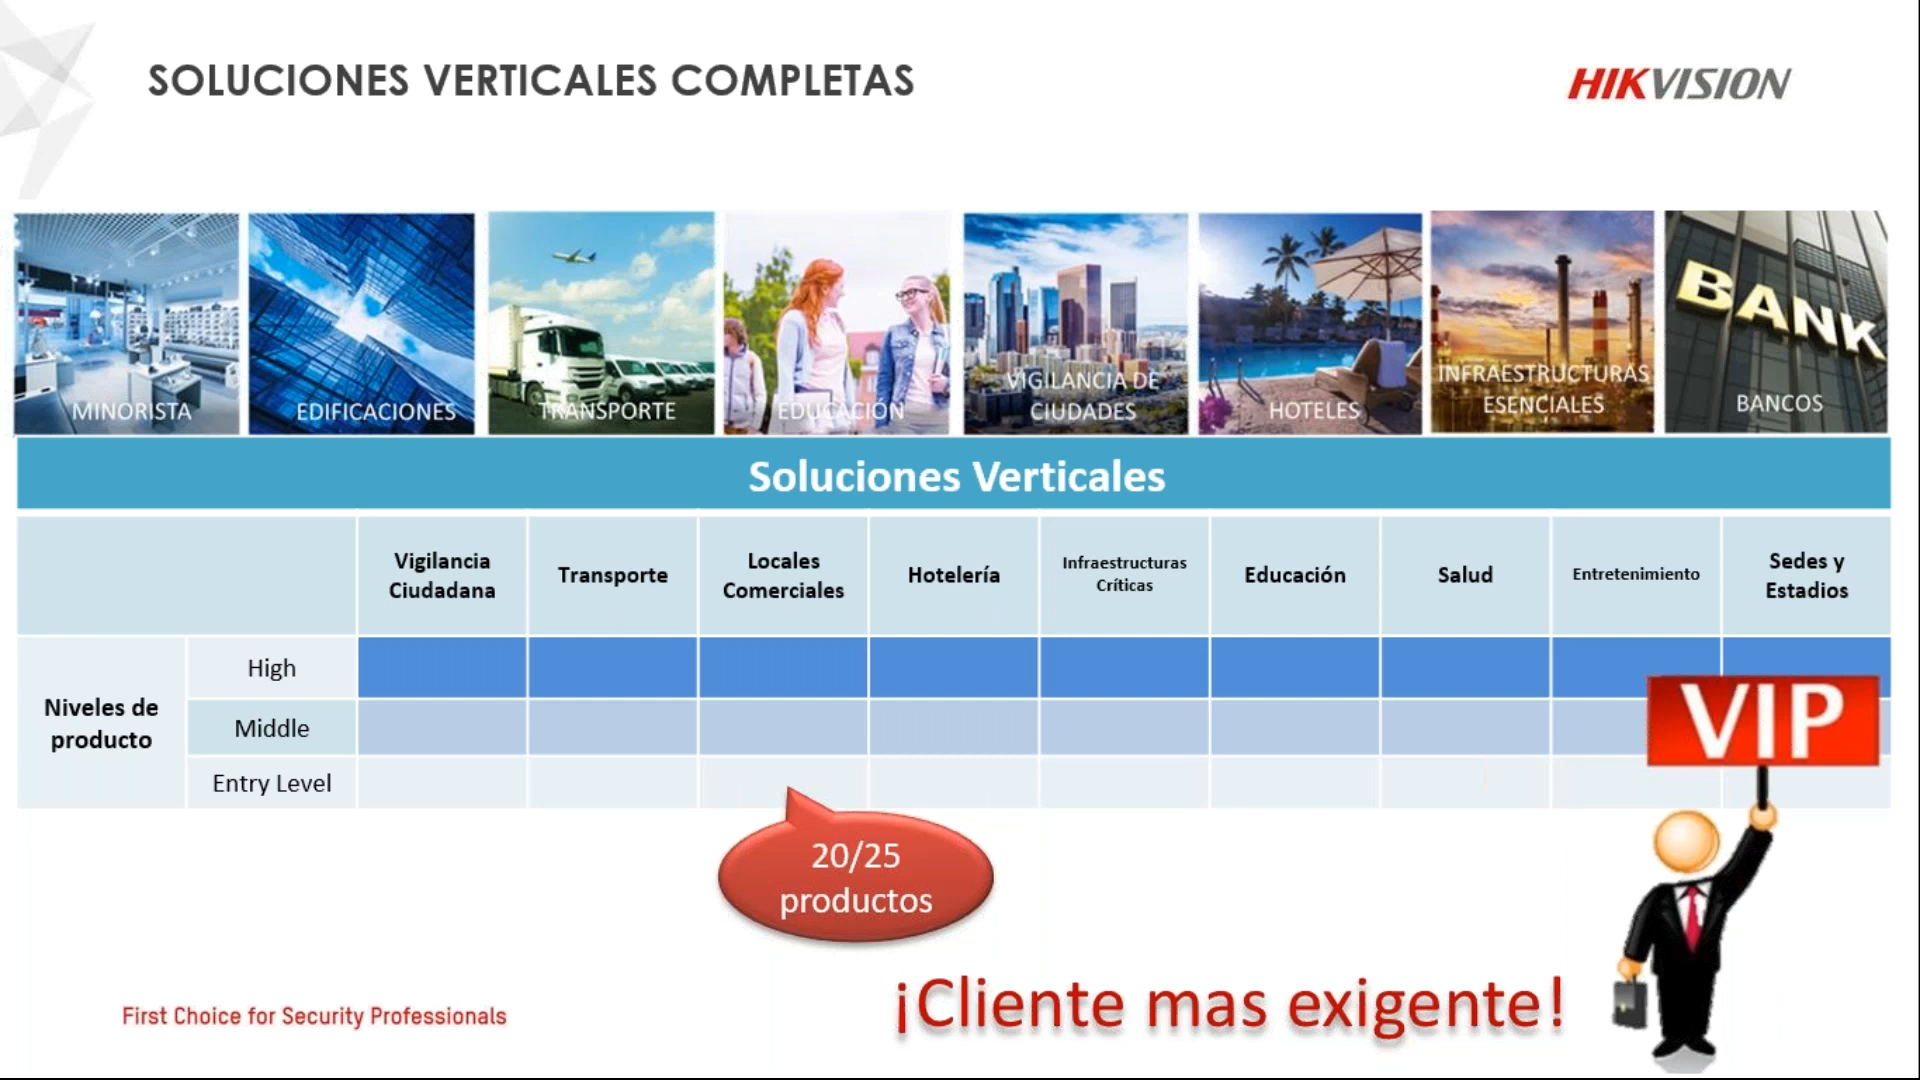 SOLUCIONES VERTICALES COMPLETAS
HIKVISION
MINORISTA
EDIFICACIONES
TRANSPORTE
EDUCACIÓN
VIGILANCIA DE
CIUDADES
HOTELES
INFRAESTRUCTURAS
ESENCIALES
BANK
BANCOS
Soluciones Verticales
Vigilancia
Ciudadana
Transporte
Locales
Comerciales
Hotelería
Infraestructuras
Críticas
Educación
Salud
Entretenimiento
Sedes y
Estadios
Niveles de
producto
High
Middle
Entry Level
VIP
20/25
productos
¡Cliente mas exigente!
First Choice for Security Professionals